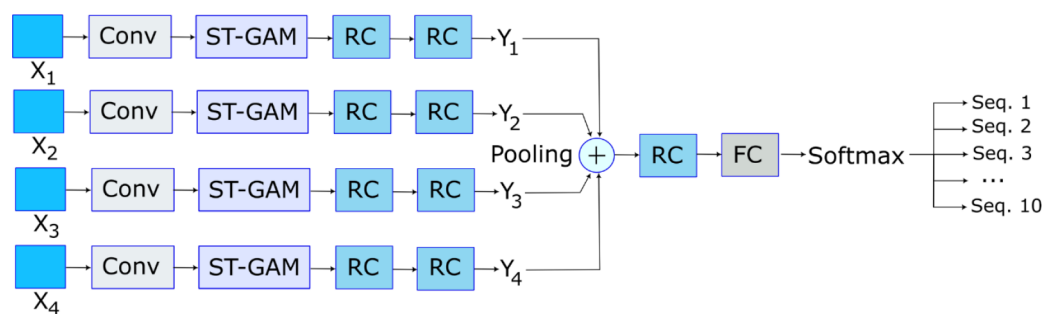 Conv ST-GAM RC RC Y1
X1
Conv ST-GAM RC RC Y2
X2
Pooling + RC FC Softmax
Conv ST-GAM RC RC Y3
X3
Conv ST-GAM RC RC Y4
X4
Seq. 1
Seq. 2
Seq. 3
...
Seq. 10